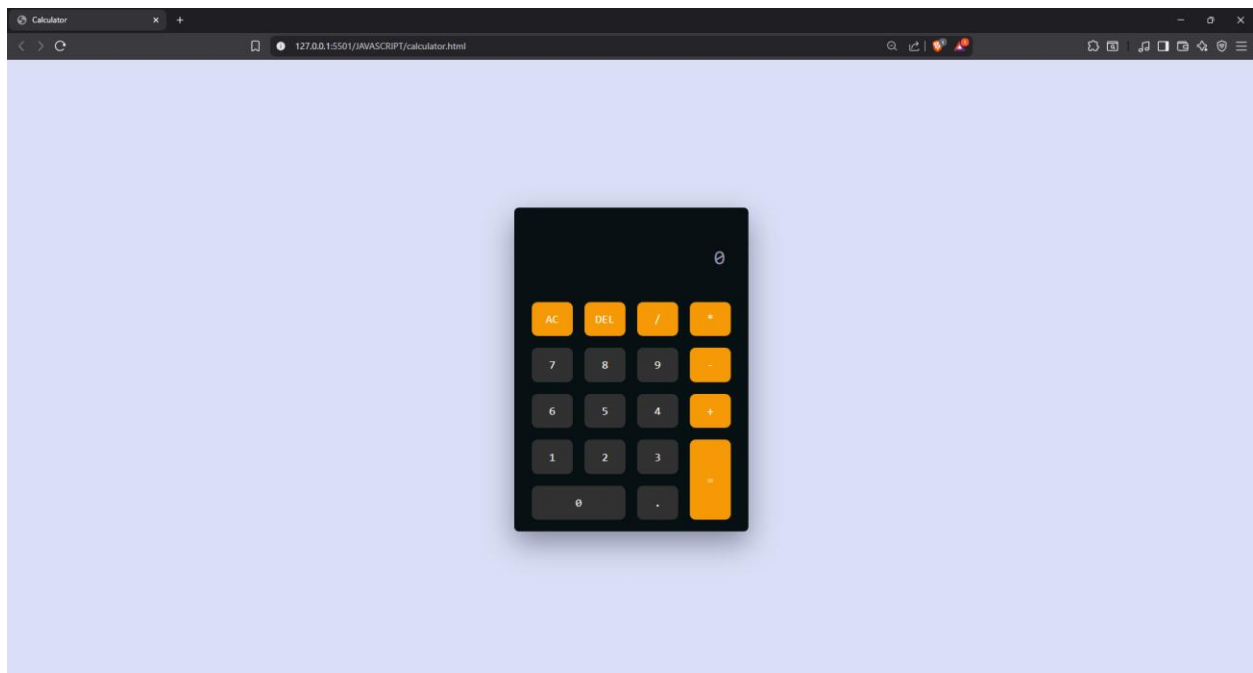 Calculator
127.0.0.1:5501/JAVASCRIPT/calculator.html
0
AC DEL / *
7 8 9 -
6 5 4 +
1 2 3
=
0 .